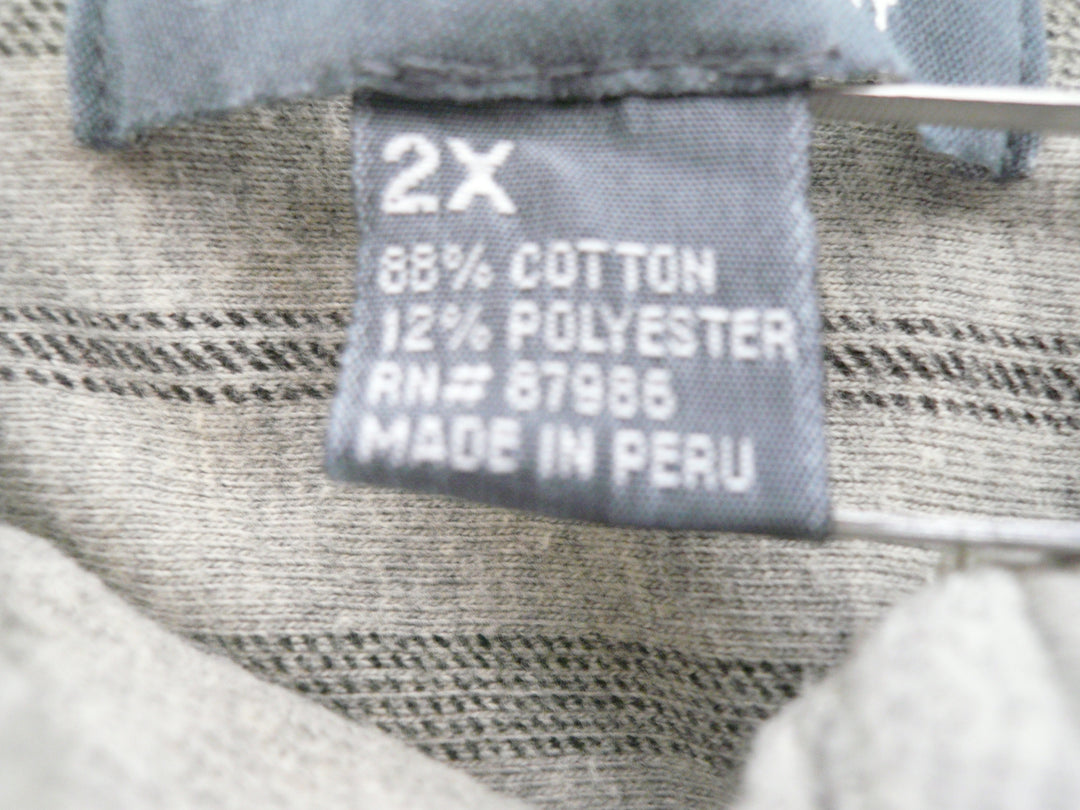 2X
88% COTTON
12% POLYESTER
RN# 87986
MADE IN PERU